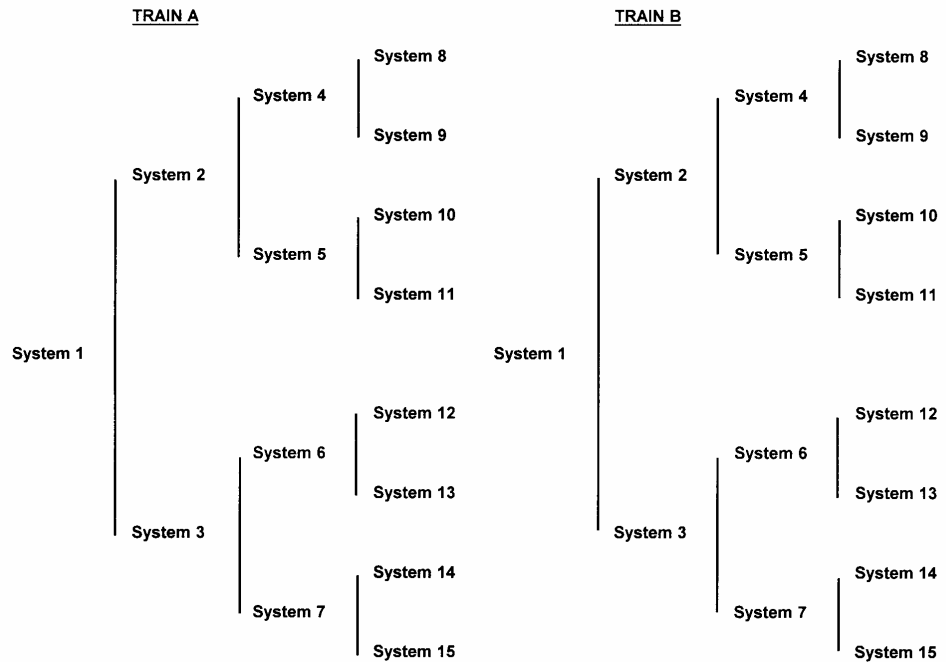 TRAIN A
System 8
System 4
System 9
System 2
System 10
System 5
System 11
System 1
System 12
System 6
System 13
System 3
System 14
System 7
System 15
TRAIN B
System 8
System 4
System 9
System 2
System 10
System 5
System 11
System 1
System 12
System 6
System 13
System 3
System 14
System 7
System 15